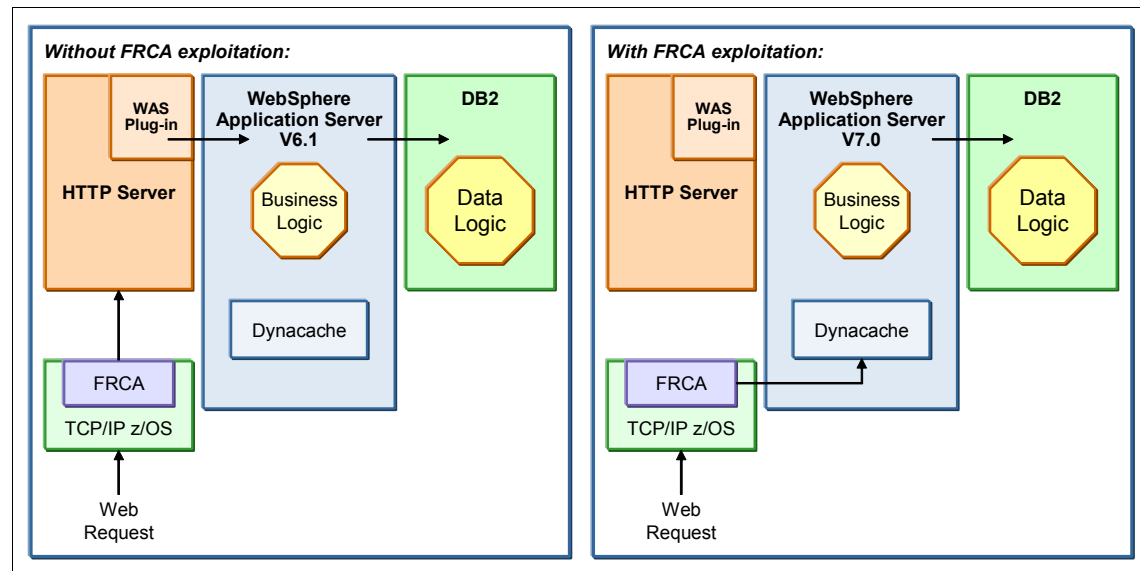 Without FRCA exploitation:
WAS
Plug-in
HTTP Server
WebSphere
Application Server
V6.1
Business
Logic
Dynacache
DB2
Data
Logic
FRCA
TCP/IP z/OS
Web
Request
With FRCA exploitation:
WAS
Plug-in
HTTP Server
WebSphere
Application Server
V7.0
Business
Logic
Dynacache
DB2
Data
Logic
FRCA
TCP/IP z/OS
Web
Request